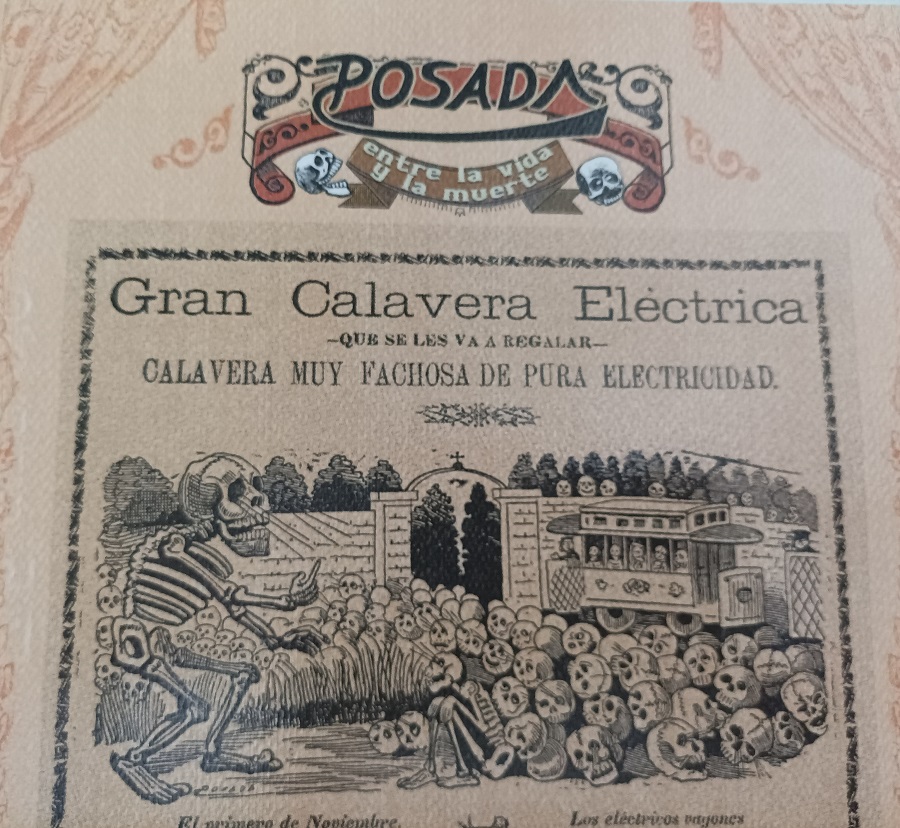 POSADA
entre la vida
y la muerte
Gran Calavera Eléctrica
—QUE SE LES VA A REGALAR—
CALAVERA MUY FACHOSA DE PURA ELECTRICIDAD.
POSADA
El primero de Noviembre,
Los eléctricos vagones